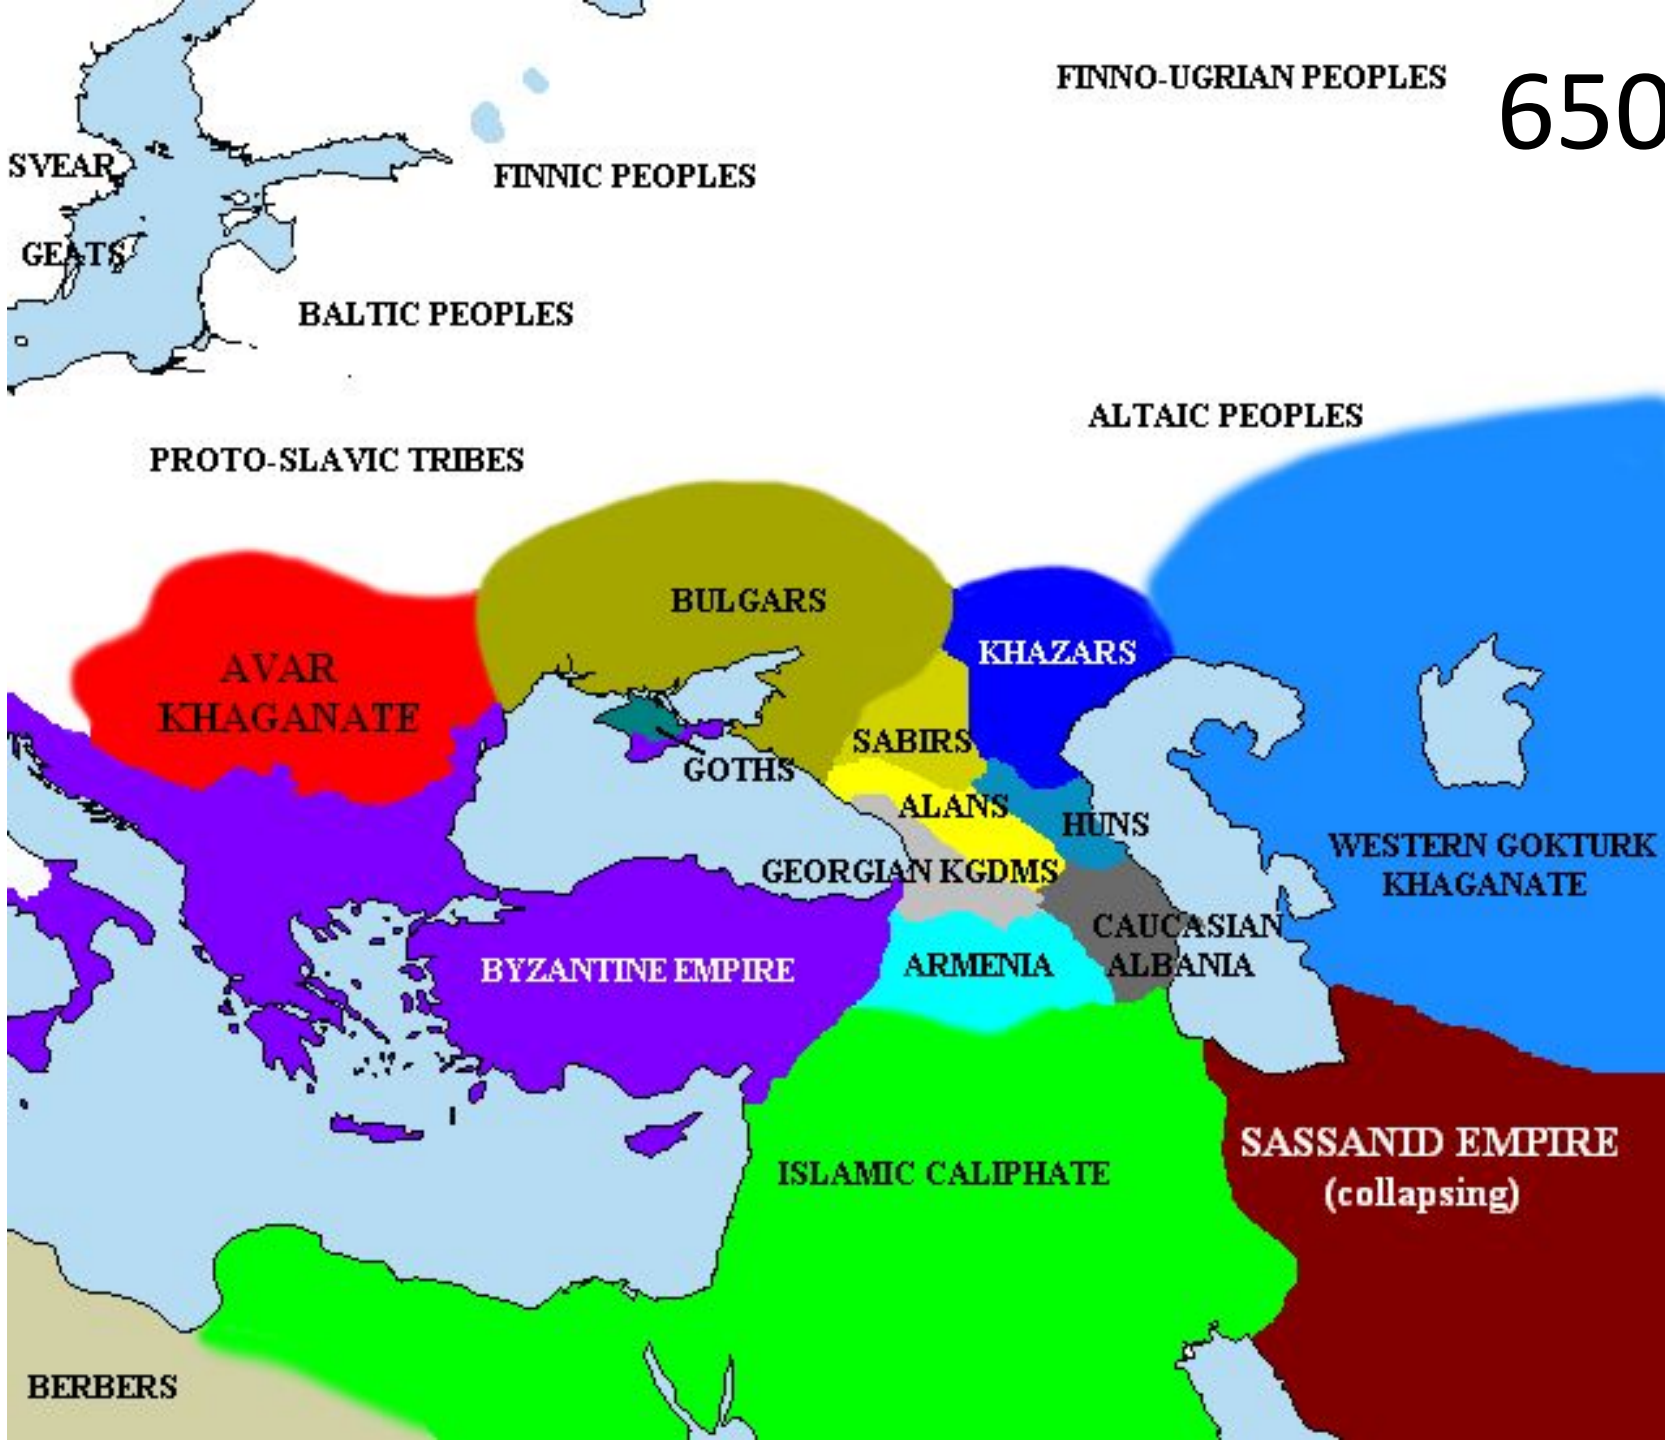 FINNO-UGRIAN PEOPLES
650
SVEAR
FINNIC PEOPLES
GEATS
BALTIC PEOPLES
ALTAIC PEOPLES
PROTO-SLAVIC TRIBES
BULGARS
KHAZARS
AVAR
KHAGANATE
SABIRS
GOTHS
ALANS
HUNS
WESTERN GOKTURK
KHAGANATE
GEORGIAN KGDMS
CAUCASIAN
ALBANIA
ARMENIA
BYZANTINE EMPIRE
SASSANID EMPIRE
(collapsing)
ISLAMIC CALIPHATE
BERBERS